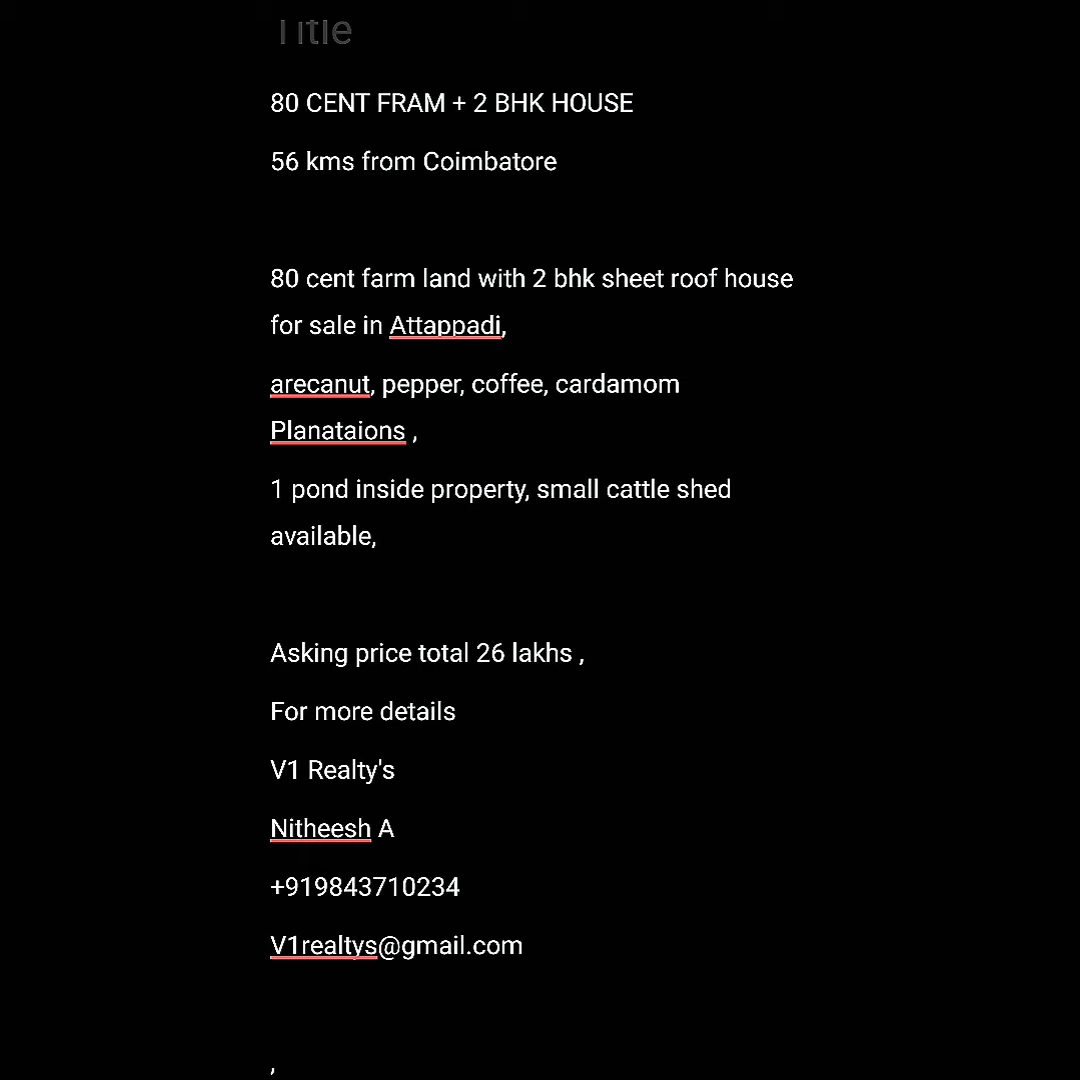 Title
80 CENT FRAM + 2 BHK HOUSE
56 kms from Coimbatore
80 cent farm land with 2 bhk sheet roof house
for sale in Attappadi,
arecanut, pepper, coffee, cardamom
Planataions ,
1 pond inside property, small cattle shed
available,
Asking price total 26 lakhs ,
For more details
V1 Realty's
Nitheesh A
+919843710234
V1realtys@gmail.com
,